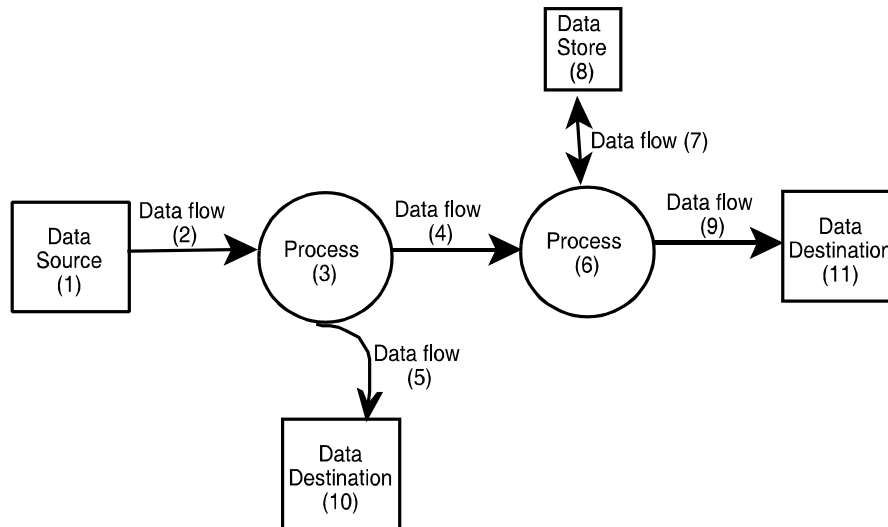 Data
Store
(8)
Data flow (7)
Data
Source
(1)
Data flow
(2)
Process
(3)
Data flow
(4)
Process
(6)
Data flow
(9)
Data
Destination
(11)
Data flow
(5)
Data
Destination
(10)